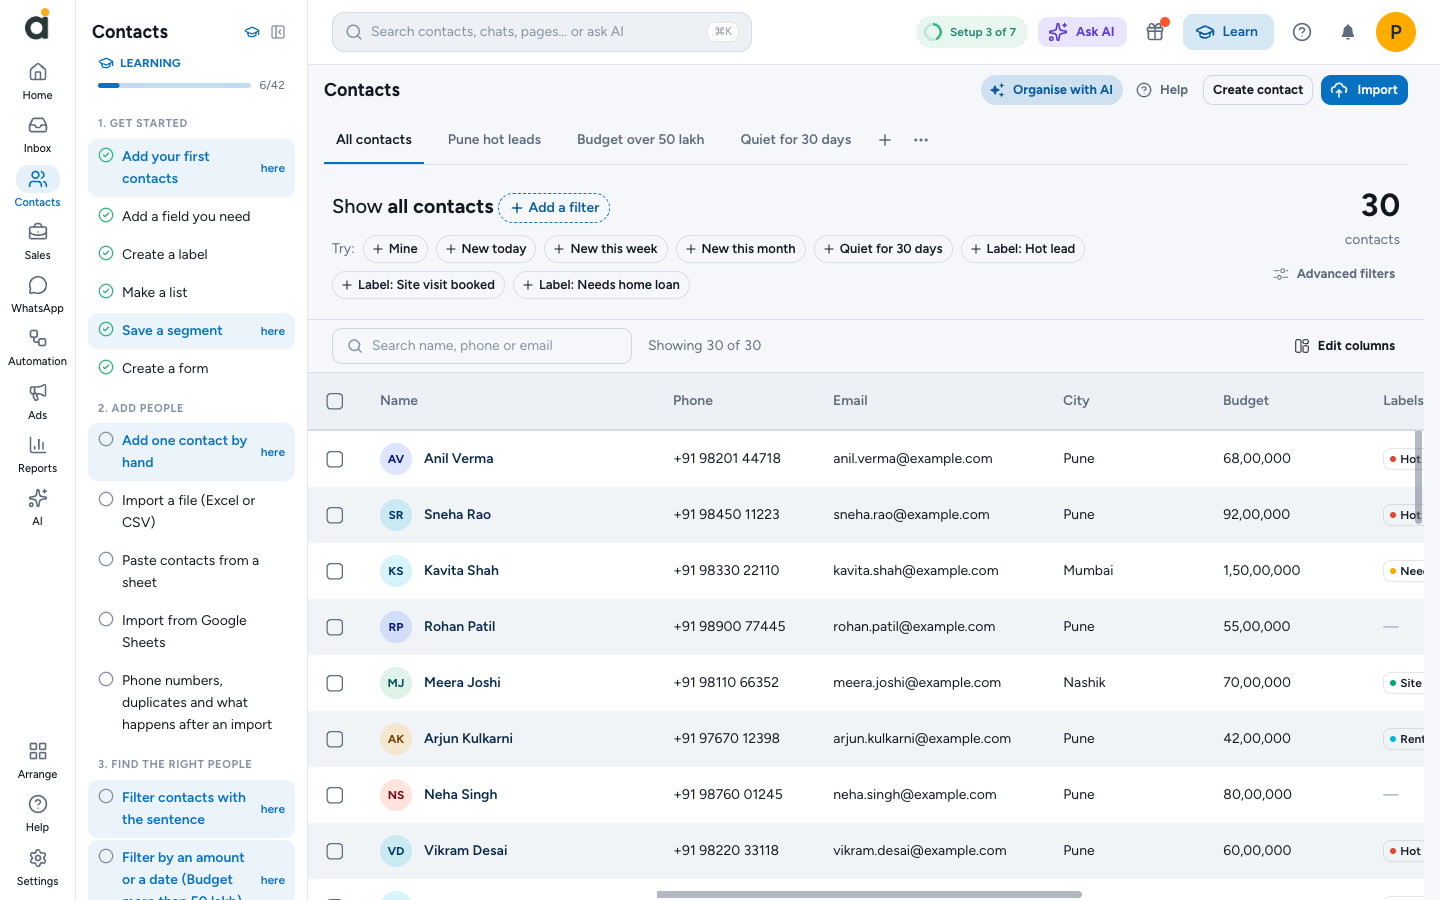 Contacts
LEARNING
6/42
1. GET STARTED
Add your first contacts
here
Add a field you need
Create a label
Make a list
Save a segment
here
Create a form
2. ADD PEOPLE
Add one contact by hand
here
Import a file (Excel or CSV)
Paste contacts from a sheet
Import from Google Sheets
Phone numbers, duplicates and what happens after an import
3. FIND THE RIGHT PEOPLE
Filter contacts with the sentence
here
Filter by an amount or a date (Budget more than 50 lakh)
here
Home
Inbox
Contacts
Sales
WhatsApp
Automation
Ads
Reports
AI
Arrange
Help
Settings
Search contacts, chats, pages... or ask AI
⌘K
Setup 3 of 7
Ask AI
Learn
P
Contacts
Organise with AI
Help
Create contact
Import
All contacts
Pune hot leads
Budget over 50 lakh
Quiet for 30 days
Show all contacts
Add a filter
30
contacts
Try:
Mine
New today
New this week
New this month
Quiet for 30 days
Label: Hot lead
Label: Site visit booked
Label: Needs home loan
Advanced filters
Search name, phone or email
Showing 30 of 30
Edit columns
Name Phone Email City Budget Labels
AV Anil Verma +91 98201 44718 anil.verma@example.com Pune 68,00,000 Hot
SR Sneha Rao +91 98450 11223 sneha.rao@example.com Pune 92,00,000 Hot
KS Kavita Shah +91 98330 22110 kavita.shah@example.com Mumbai 1,50,00,000
RP Rohan Patil +91 98900 77445 rohan.patil@example.com Pune 55,00,000 —
MJ Meera Joshi +91 98110 66352 meera.joshi@example.com Nashik 70,00,000 Site
AK Arjun Kulkarni +91 97670 12398 arjun.kulkarni@example.com Pune 42,00,000 Rent
NS Neha Singh +91 98760 01245 neha.singh@example.com Pune 80,00,000 —
VD Vikram Desai +91 98220 33118 vikram.desai@example.com Pune 60,00,000 Hot